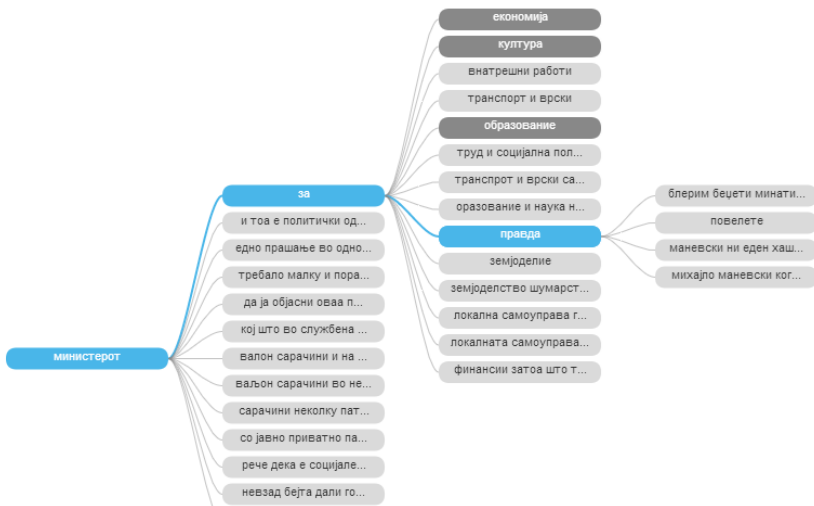 министерот
за
и тоа е политички од...
едно прашање во одно...
требало малку и пора...
да ја објасни оваа п...
кој што во службена ...
валон сарачини и на ...
ваљон сарачини во не...
сарачини неколку пат...
со јавно приватно па...
рече дека е социјале...
невзад бејта дали го...
економија
култура
внатрешни работи
транспорт и врски
образование
труд и социјална пол...
транспрот и врски са...
оразование и наука н...
правда
земјоделие
земјоделство шумарст...
локална самоуправа г...
локалната самоуправа...
финансии затоа што т...
блерим беџети минати...
повелете
маневски ни еден хаш...
михајло маневски ког...